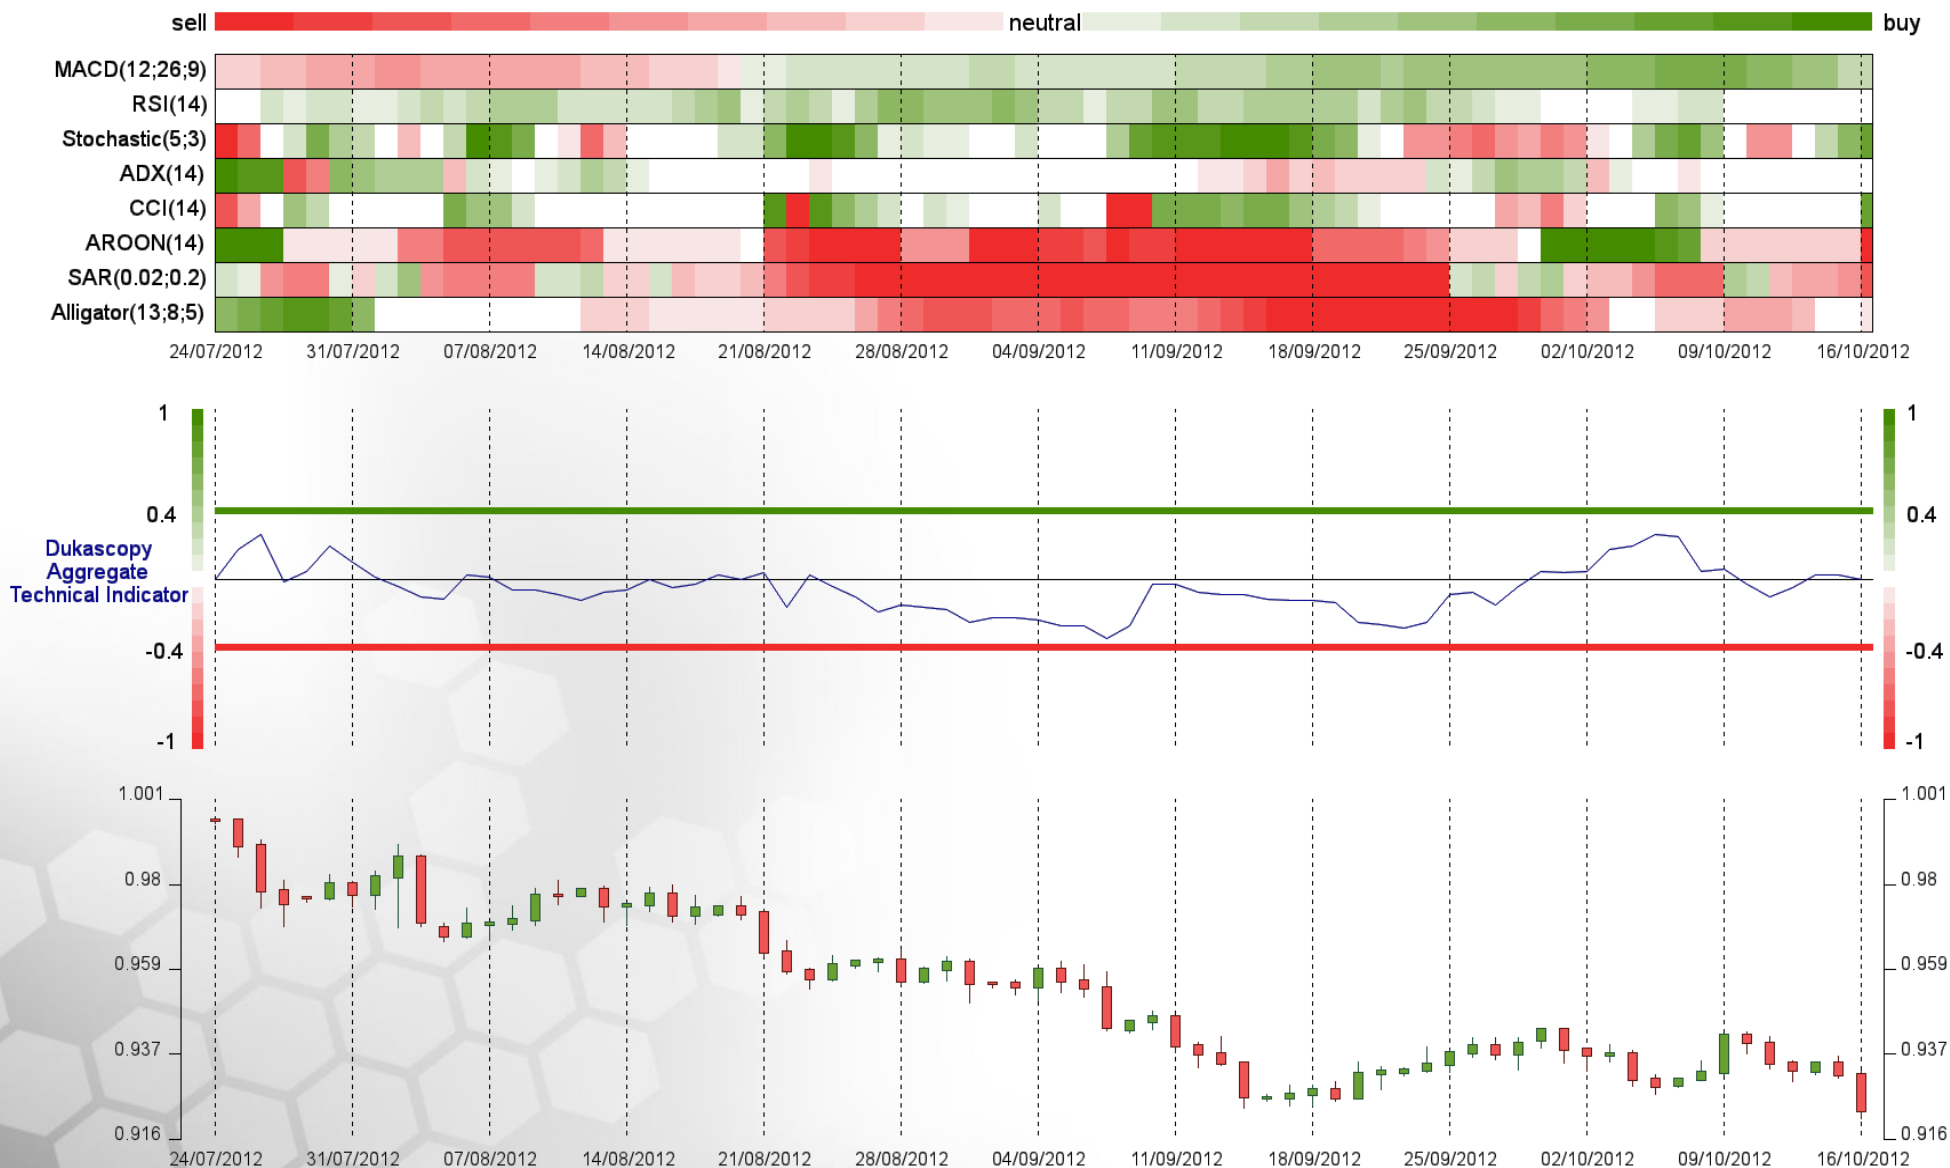 sell neutral buy
MACD(12;26;9)
RSI(14)
Stochastic(5;3)
ADX(14)
CCI(14)
AROON(14)
SAR(0.02;0.2)
Alligator(13;8;5)
24/07/2012 31/07/2012 07/08/2012 14/08/2012 21/08/2012 28/08/2012 04/09/2012 11/09/2012 18/09/2012 25/09/2012 02/10/2012 09/10/2012 16/10/2012
1 1
0.4 0.4
Dukascopy
Aggregate
Technical Indicator
-0.4 -0.4
-1 -1
1.001 1.001
0.98 0.98
0.959 0.959
0.937 0.937
0.916 0.916
24/07/2012 31/07/2012 07/08/2012 14/08/2012 21/08/2012 28/08/2012 04/09/2012 11/09/2012 18/09/2012 25/09/2012 02/10/2012 09/10/2012 16/10/2012